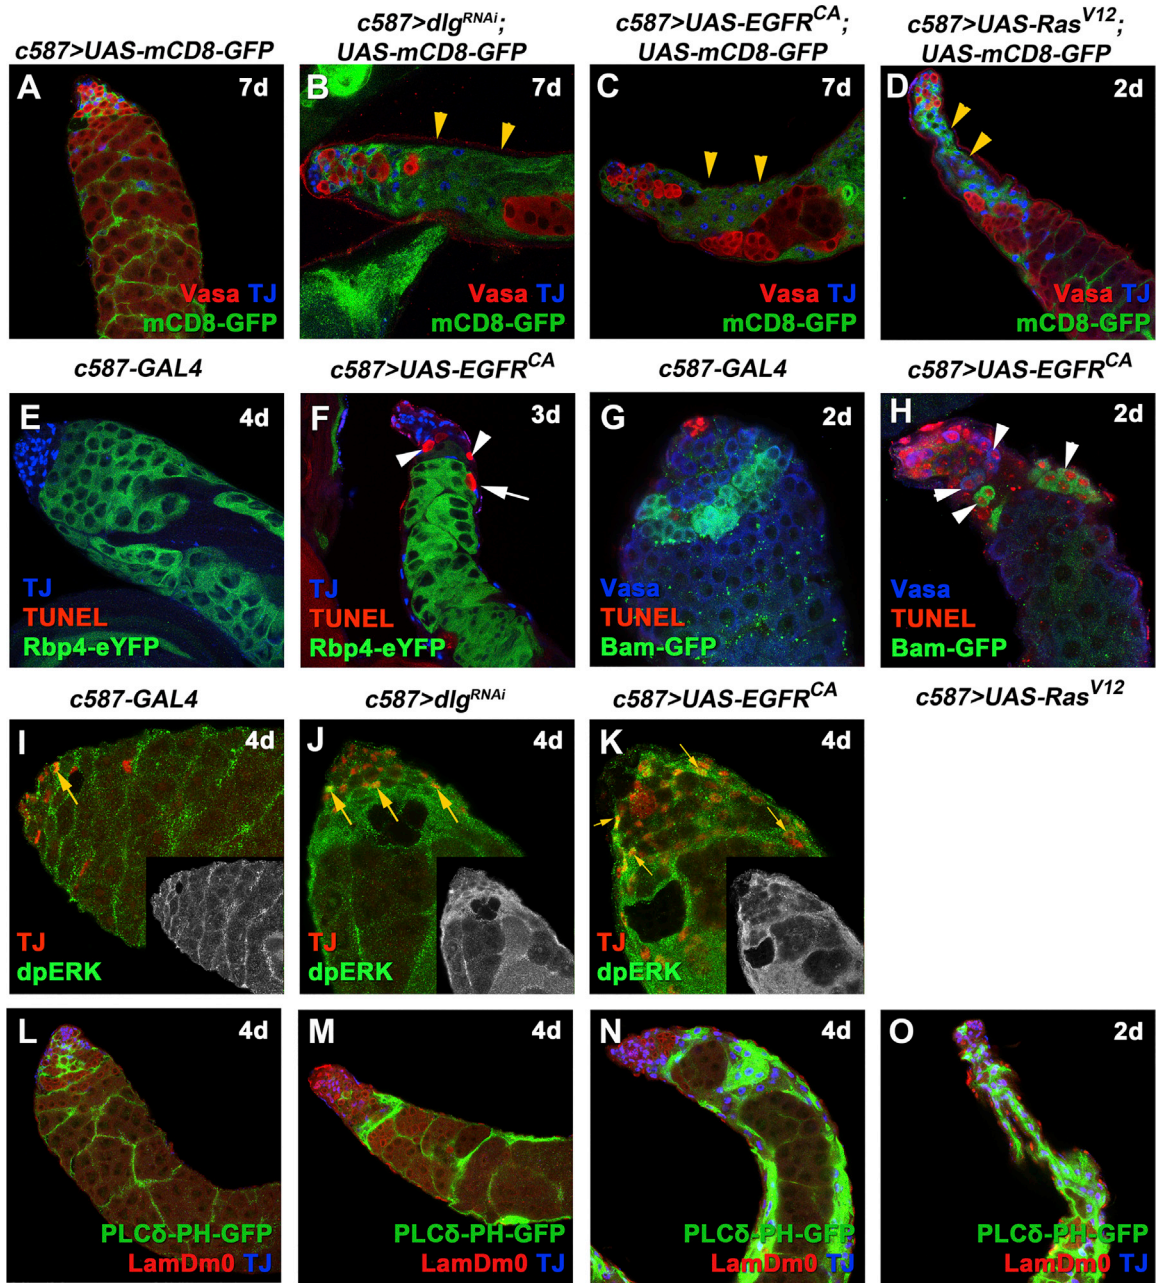 c587>UAS-mCD8-GFP
c587>dlgRNAi;
UAS-mCD8-GFP
c587>UAS-EGFRCA;
UAS-mCD8-GFP
c587>UAS-RasV12;
UAS-mCD8-GFP
A 7d
Vasa TJ
mCD8-GFP
B 7d
Vasa TJ
mCD8-GFP
C 7d
Vasa TJ
mCD8-GFP
D 2d
Vasa TJ
mCD8-GFP
c587-GAL4
c587>UAS-EGFRCA
c587-GAL4
c587>UAS-EGFRCA
E 4d
TJ
TUNEL
Rbp4-eYFP
F 3d
TJ
TUNEL
Rbp4-eYFP
G 2d
Vasa
TUNEL
Bam-GFP
H 2d
Vasa
TUNEL
Bam-GFP
c587-GAL4
c587>dlgRNAi
c587>UAS-EGFRCA
c587>UAS-RasV12
I 4d
TJ
dpERK
J 4d
TJ
dpERK
K 4d
TJ
dpERK
L 4d
PLCδ-PH-GFP
LamDm0 TJ
M 4d
PLCδ-PH-GFP
LamDm0 TJ
N 4d
PLCδ-PH-GFP
LamDm0 TJ
O 2d
PLCδ-PH-GFP
LamDm0 TJ